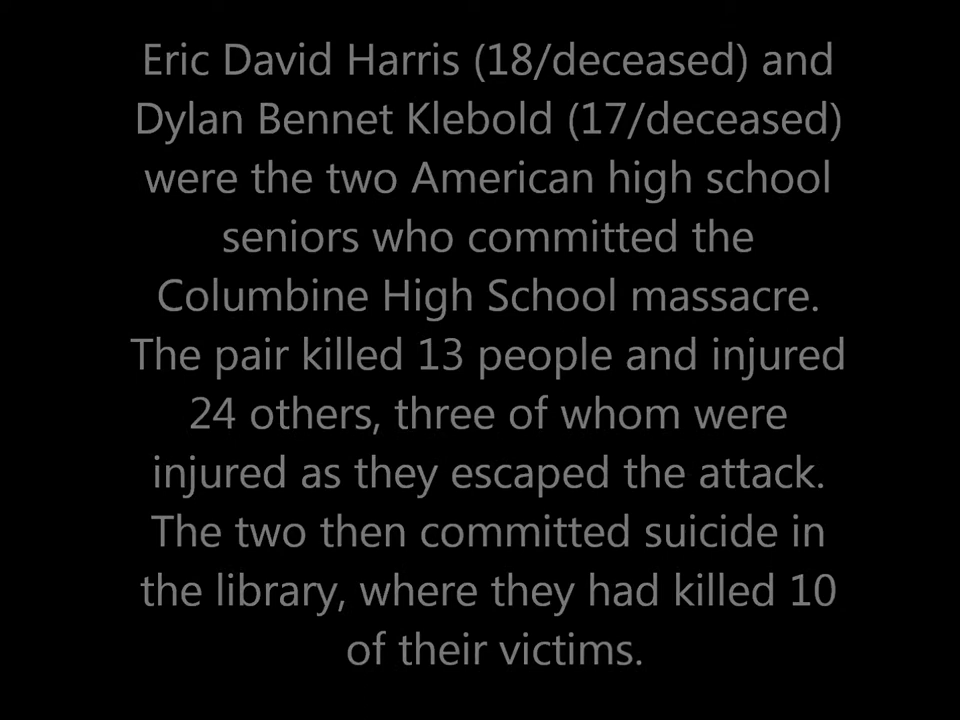 Eric David Harris (18/deceased) and
Dylan Bennet Klebold (17/deceased)
were the two American high school
seniors who committed the
Columbine High School massacre.
The pair killed 13 people and injured
24 others, three of whom were
injured as they escaped the attack.
The two then committed suicide in
the library, where they had killed 10
of their victims.